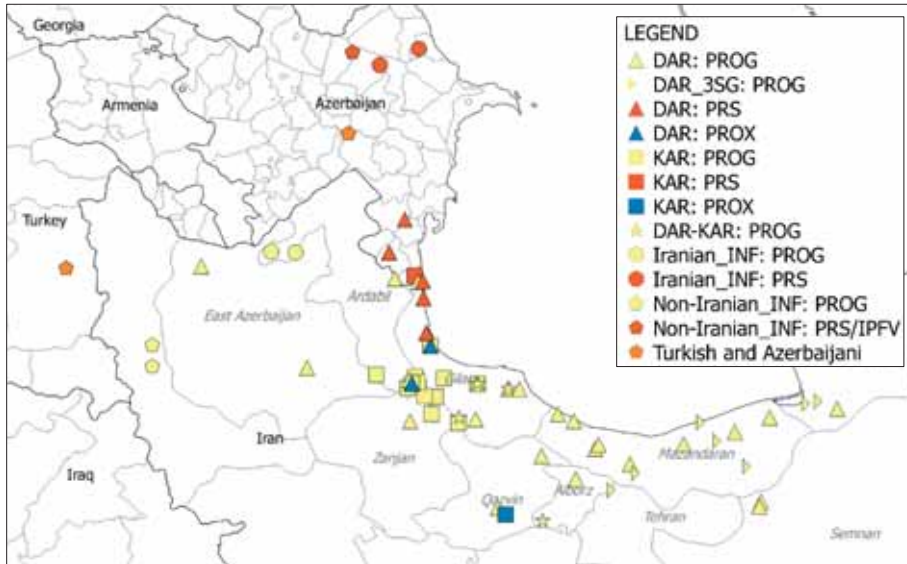 Georgia
LEGEND
DAR: PROG
DAR_3SG: PROG
DAR: PRS
DAR: PROX
KAR: PROG
KAR: PRS
KAR: PROX
DAR-KAR: PROG
Iranian_INF: PROG
Iranian_INF: PRS
Non-Iranian_INF: PROG
Non-Iranian_INF: PRS/IPFV
Turkish and Azerbaijani
Armenia
Azerbaijan
Turkey
Ardabil
East Azerbaijan
Iran
Zanjan
Mazandaran
Iraq
Qazvin
Alborz
Tehran
Semnan